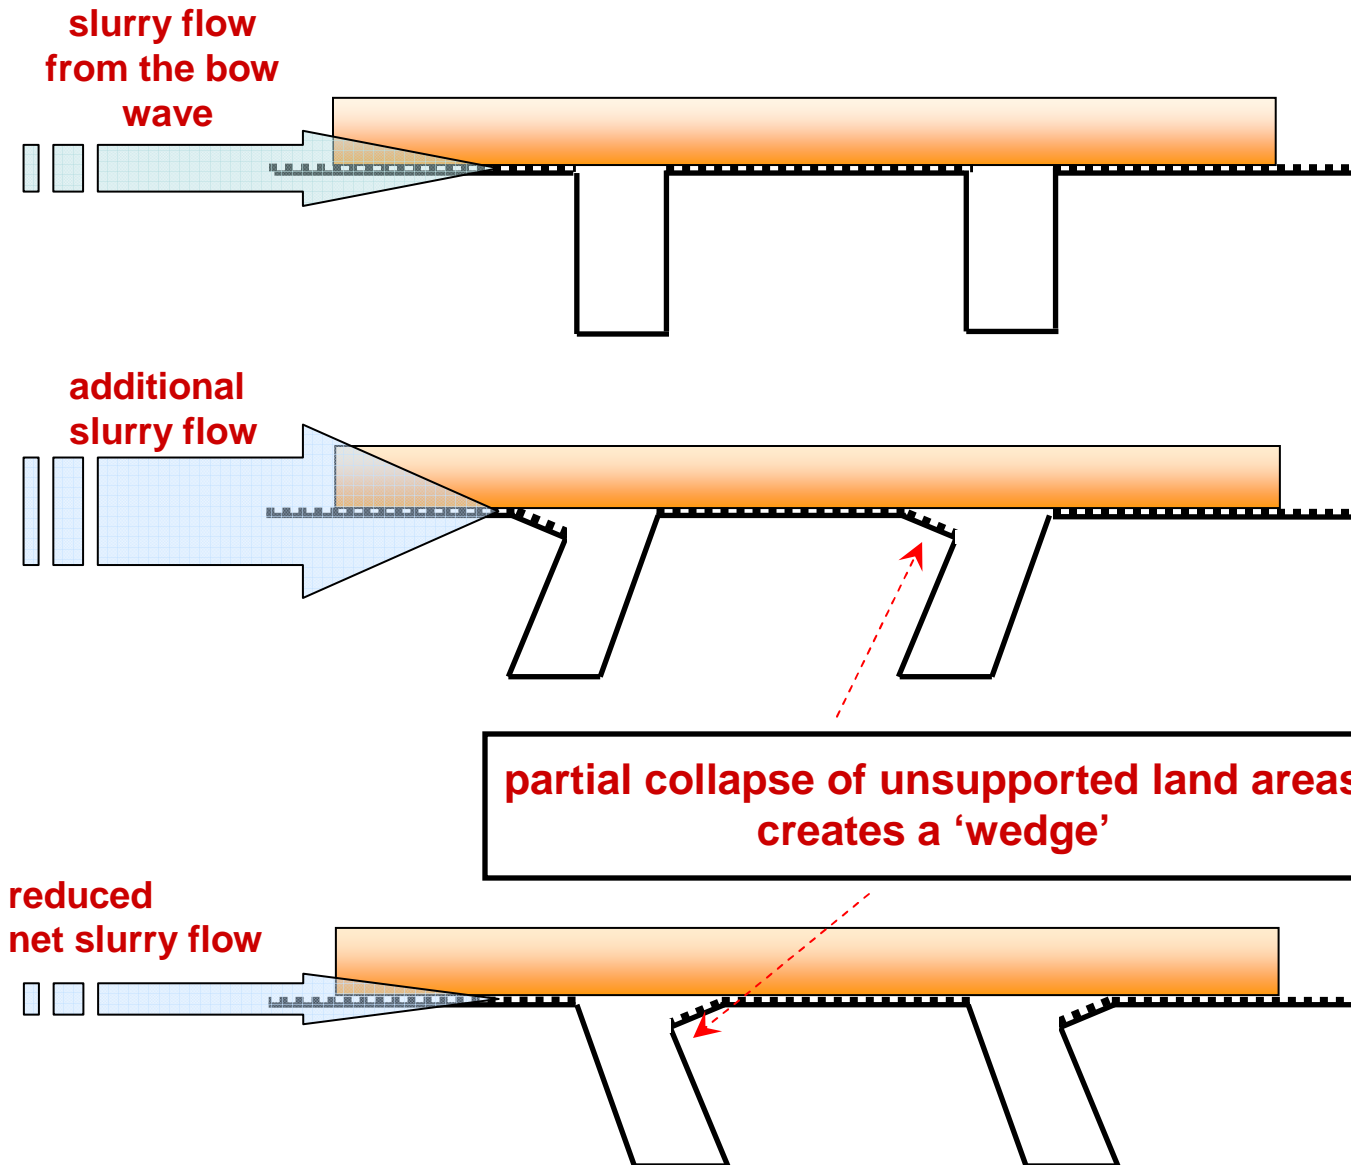 slurry flow
from the bow
wave
additional
slurry flow
partial collapse of unsupported land areas
creates a ‘wedge’
reduced
net slurry flow